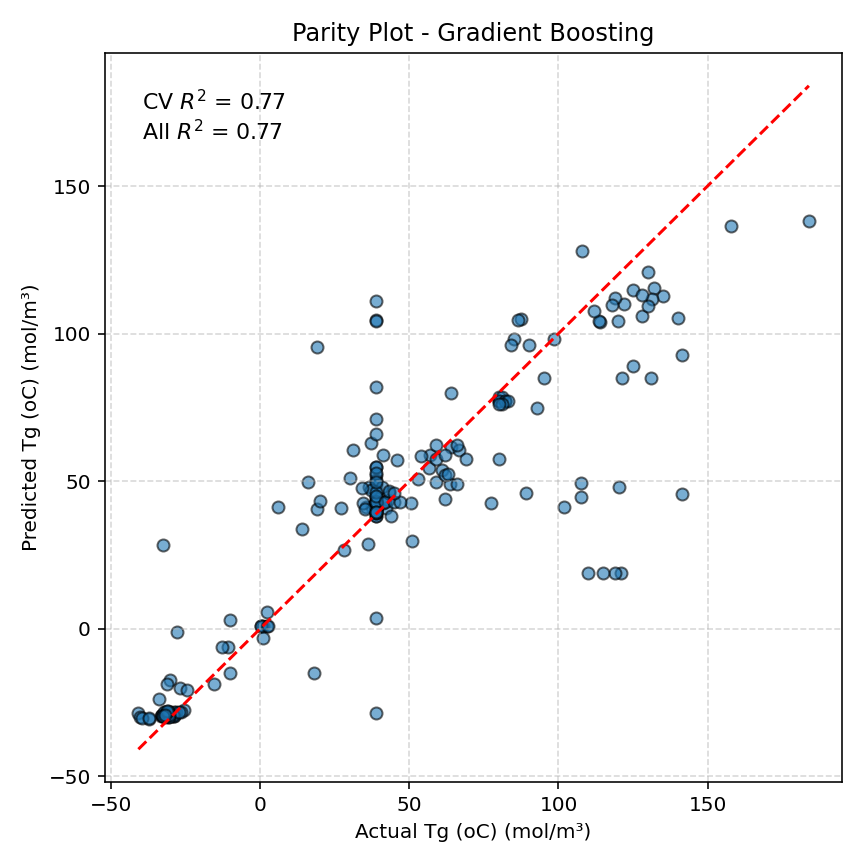 Parity Plot - Gradient Boosting
CV R² = 0.77
All R² = 0.77
150
100
50
0
−50
Predicted Tg (oC) (mol/m³)
−50 0 50 100 150
Actual Tg (oC) (mol/m³)